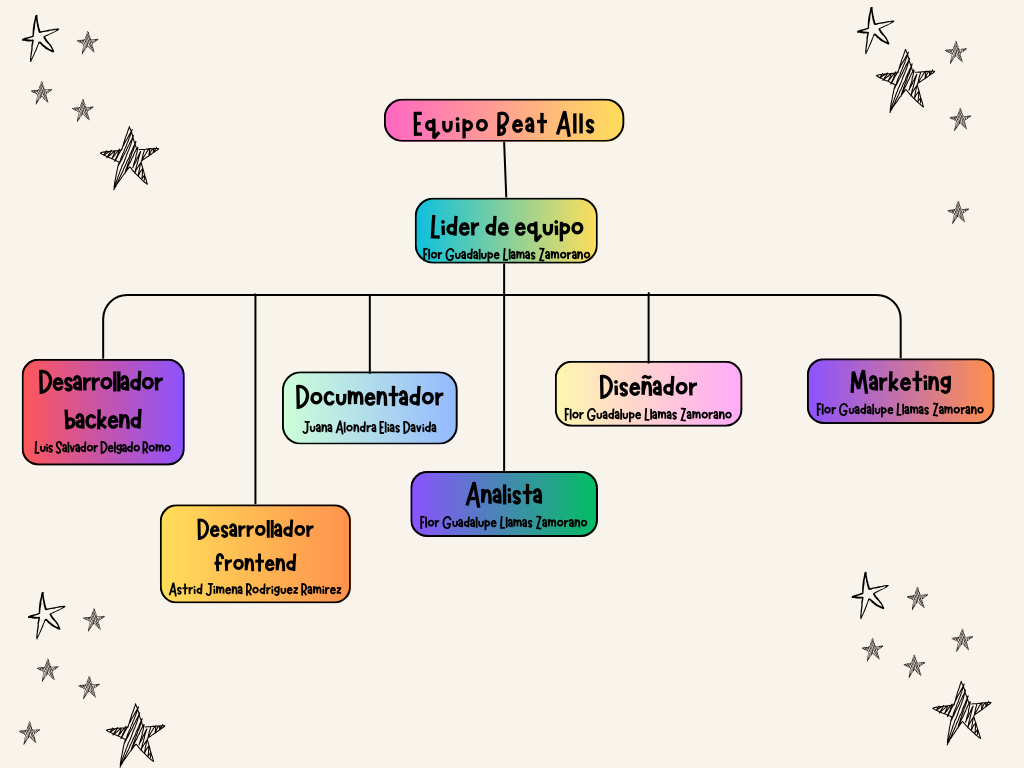 Equipo Beat Alls
Lider de equipo
Flor Guadalupe Llamas Zamorano
Desarrollador
backend
Luis Salvador Delgado Romo
Documentador
Juana Alondra Elias Davida
Diseñador
Flor Guadalupe Llamas Zamorano
Marketing
Flor Guadalupe Llamas Zamorano
Analista
Flor Guadalupe Llamas Zamorano
Desarrollador
frontend
Astrid Jimena Rodriguez Ramirez